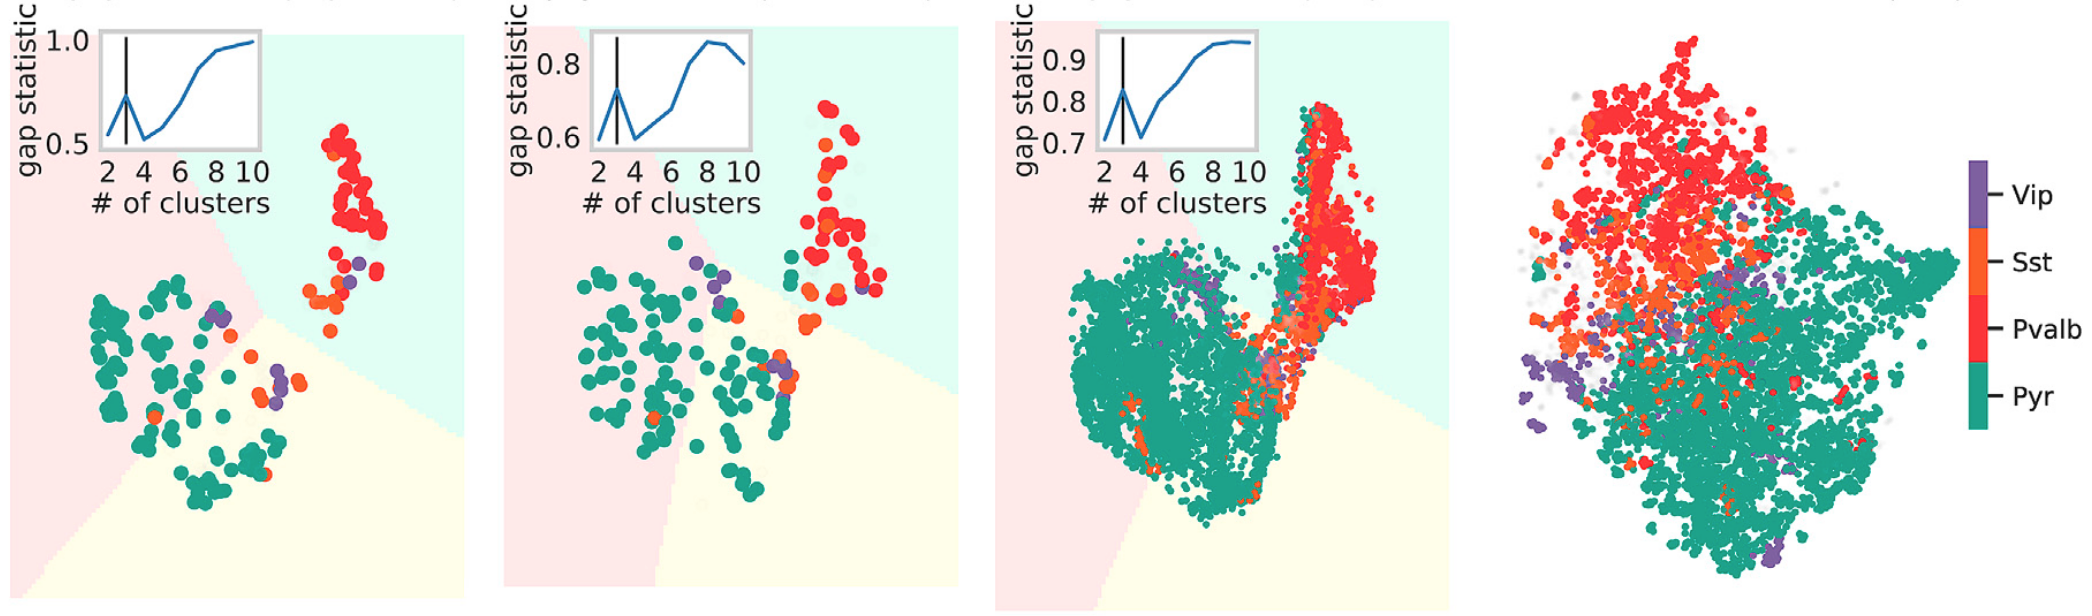 gap statistic
1.0
0.5
2 4 6 8 10
# of clusters
gap statistic
0.8
0.6
2 4 6 8 10
# of clusters
gap statistic
0.9
0.8
0.7
2 4 6 8 10
# of clusters
Vip
Sst
Pvalb
Pyr